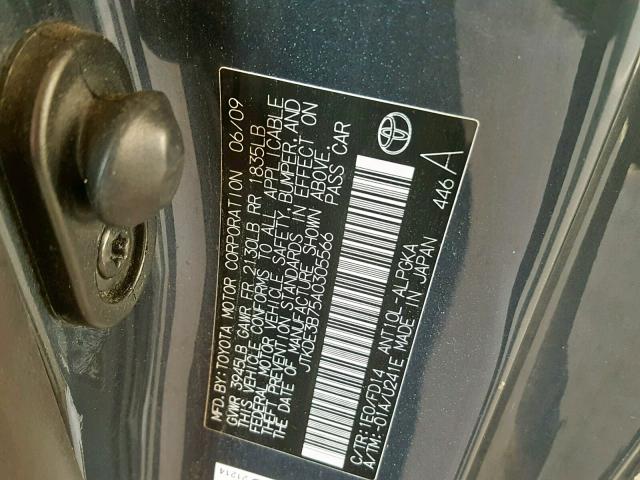 MFD. BY: TOYOTA MOTOR CORPORATION 06/09
GVWR 3945LB GAWR FR 2130LB RR 1835LB
THIS VEHICLE CONFORMS TO ALL APPLICABLE
FEDERAL MOTOR VEHICLE SAFETY, BUMPER, AND
THEFT PREVENTION STANDARDS IN EFFECT ON
THE DATE OF MANUFACTURE SHOWN ABOVE.
JTKDE3B75A0305566 PASS CAR
C/TR: 1E0/FD14 ANT10L-ALPGKA
A/TM: -01A/U241E MADE IN JAPAN
446 A